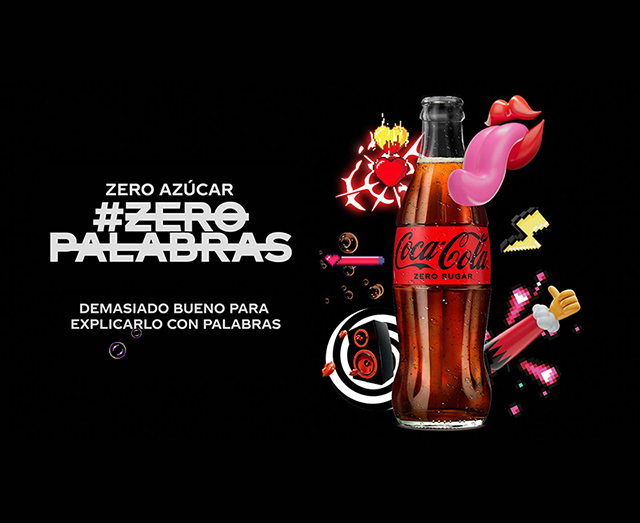 ZERO AZÚCAR
#ZERO
PALABRAS
DEMASIADO BUENO PARA
EXPLICARLO CON PALABRAS
Coca-Cola
ZERO SUGAR